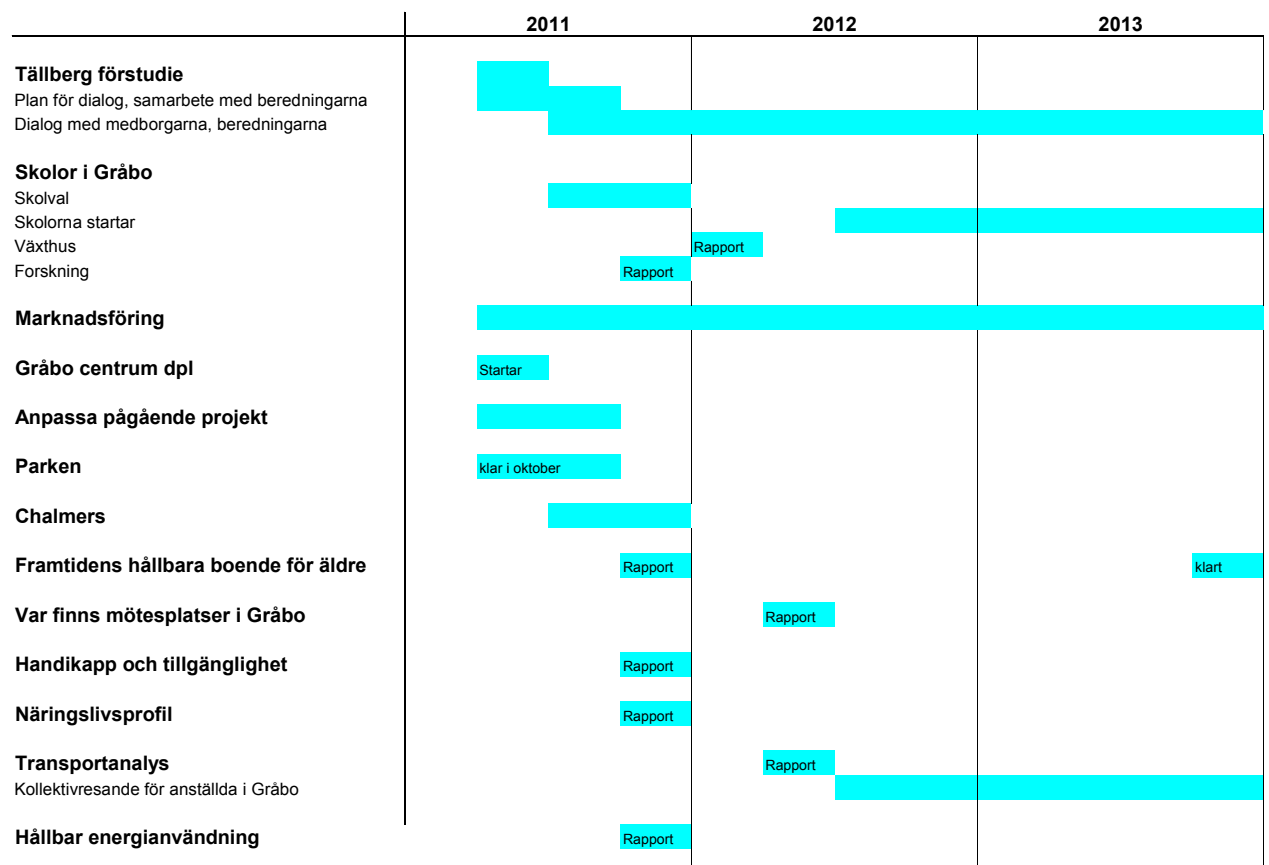 2011 2012 2013
Tällberg förstudie
Plan för dialog, samarbete med beredningarna
Dialog med medborgarna, beredningarna
Skolor i Gråbo
Skolval
Skolorna startar
Växthus Rapport
Forskning Rapport
Marknadsföring
Gråbo centrum dpl Startar
Anpassa pågående projekt
Parken klar i oktober
Chalmers
Framtidens hållbara boende för äldre Rapport klart
Var finns mötesplatser i Gråbo Rapport
Handikapp och tillgänglighet Rapport
Näringslivsprofil Rapport
Transportanalys Rapport
Kollektivresande för anställda i Gråbo
Hållbar energianvändning Rapport